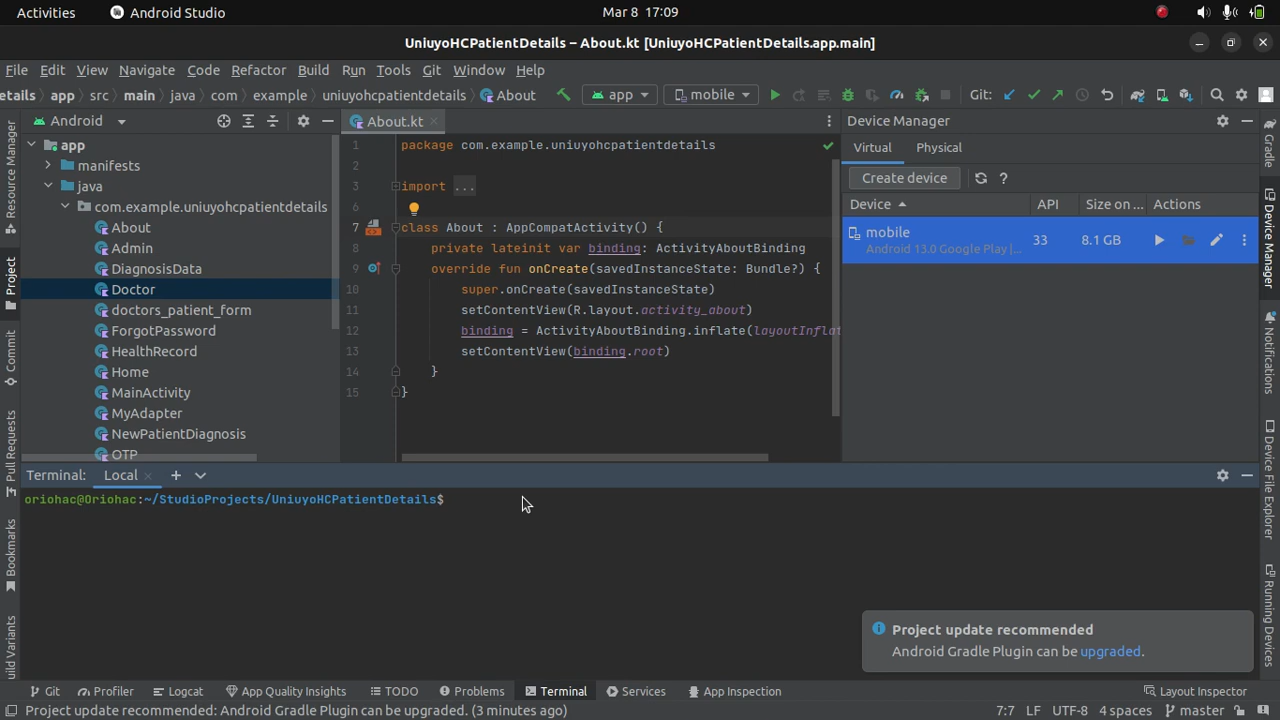 Activities Android Studio Mar 8 17:09
UniuyoHCPatientDetails – About.kt [UniuyoHCPatientDetails.app.main]
File Edit View Navigate Code Refactor Build Run Tools Git Window Help
etails app src main java com example uniuyohcpatientdetails About app mobile Git:
Android About.kt Device Manager
Virtual Physical
Create device ?
Device API Size on ... Actions
mobile 33 8.1 GB
Android 13.0 Google Play |...
app
manifests
java
com.example.uniuyohcpatientdetails
About
Admin
DiagnosisData
Doctor
doctors_patient_form
ForgotPassword
HealthRecord
Home
MainActivity
MyAdapter
NewPatientDiagnosis
OTP
1 package com.example.uniuyohcpatientdetails
2
3 import ...
6
7 class About : AppCompatActivity() {
8 private lateinit var binding: ActivityAboutBinding
9 override fun onCreate(savedInstanceState: Bundle?) {
10 super.onCreate(savedInstanceState)
11 setContentView(R.layout.activity_about)
12 binding = ActivityAboutBinding.inflate(layoutInflat
13 setContentView(binding.root)
14 }
15 }
Resource Manager
Project
Commit
Pull Requests
Bookmarks
uild Variants
Gradle
Device Manager
Notifications
Device File Explorer
Running Devices
Terminal: Local
oriohac@Oriohac:~/StudioProjects/UniuyoHCPatientDetails$
Project update recommended
Android Gradle Plugin can be upgraded.
Git Profiler Logcat App Quality Insights TODO Problems Terminal Services App Inspection Layout Inspector
Project update recommended: Android Gradle Plugin can be upgraded. (3 minutes ago) 7:7 LF UTF-8 4 spaces master